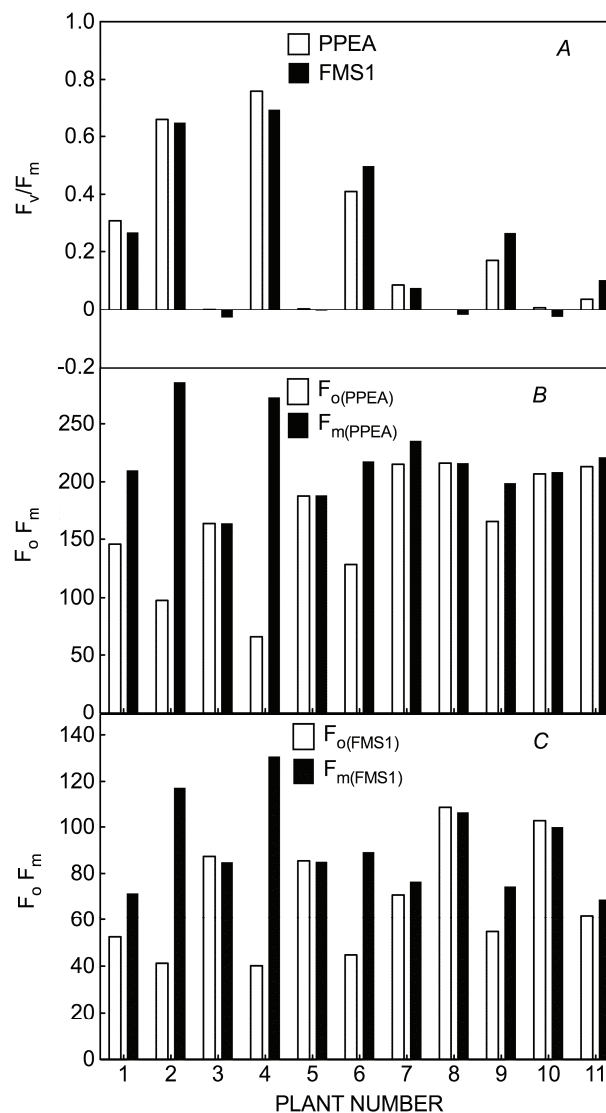 1.0
PPEA
A
FMS1
0.8
0.6
0.4
0.2
0
-0.2
Fv/Fm
Fo(PPEA)
B
Fm(PPEA)
250
200
150
100
50
0
Fo Fm
Fo(FMS1)
C
Fm(FMS1)
140
120
100
80
60
40
20
0
Fo Fm
1 2 3 4 5 6 7 8 9 10 11
PLANT NUMBER